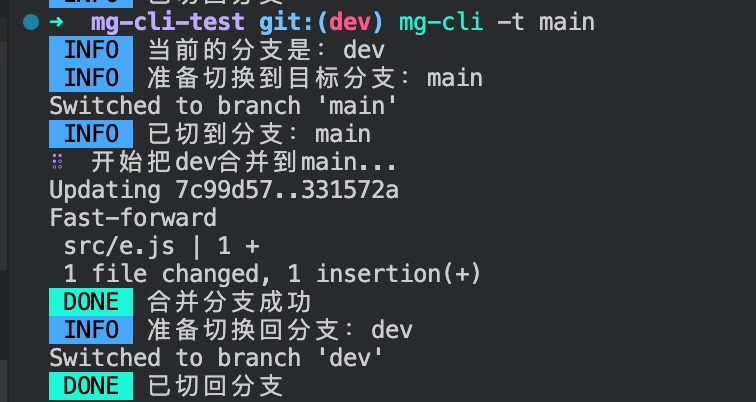 ➜ mg-cli-test git:(dev) mg-cli -t main
INFO 当前的分支是：dev
INFO 准备切换到目标分支：main
Switched to branch 'main'
INFO 已切到分支：main
⠿ 开始把dev合并到main...
Updating 7c99d57..331572a
Fast-forward
src/e.js | 1 +
1 file changed, 1 insertion(+)
DONE 合并分支成功
INFO 准备切换回分支：dev
Switched to branch 'dev'
DONE 已切回分支